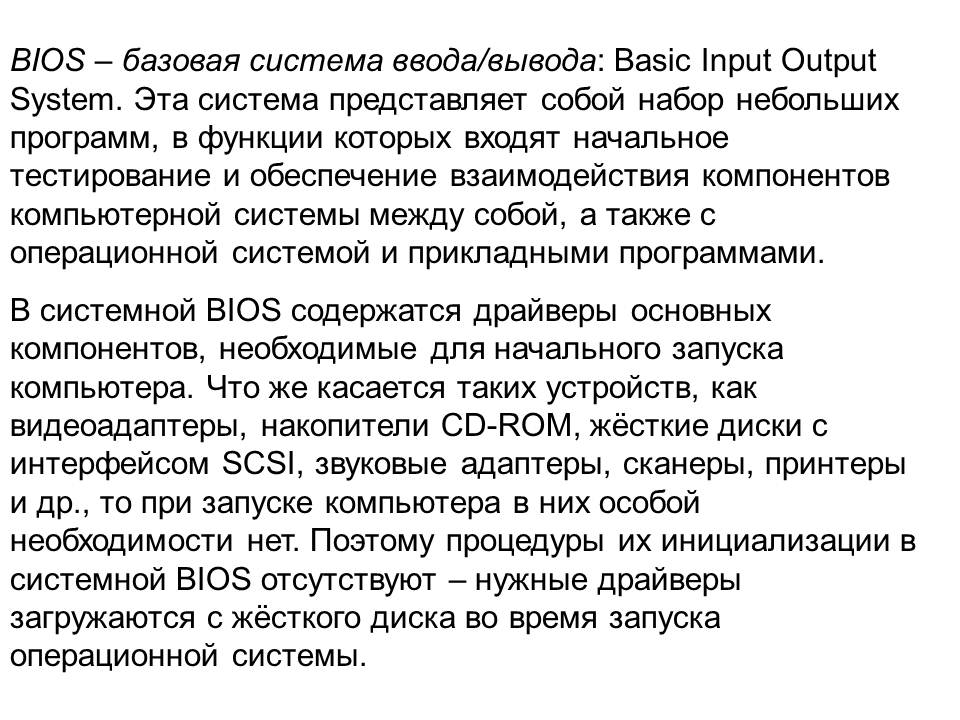 BIOS – базовая система ввода/вывода: Basic Input Output
System. Эта система представляет собой набор небольших
программ, в функции которых входят начальное
тестирование и обеспечение взаимодействия компонентов
компьютерной системы между собой, а также с
операционной системой и прикладными программами.
В системной BIOS содержатся драйверы основных
компонентов, необходимые для начального запуска
компьютера. Что же касается таких устройств, как
видеоадаптеры, накопители CD-ROM, жёсткие диски с
интерфейсом SCSI, звуковые адаптеры, сканеры, принтеры
и др., то при запуске компьютера в них особой
необходимости нет. Поэтому процедуры их инициализации в
системной BIOS отсутствуют – нужные драйверы
загружаются с жёсткого диска во время запуска
операционной системы.